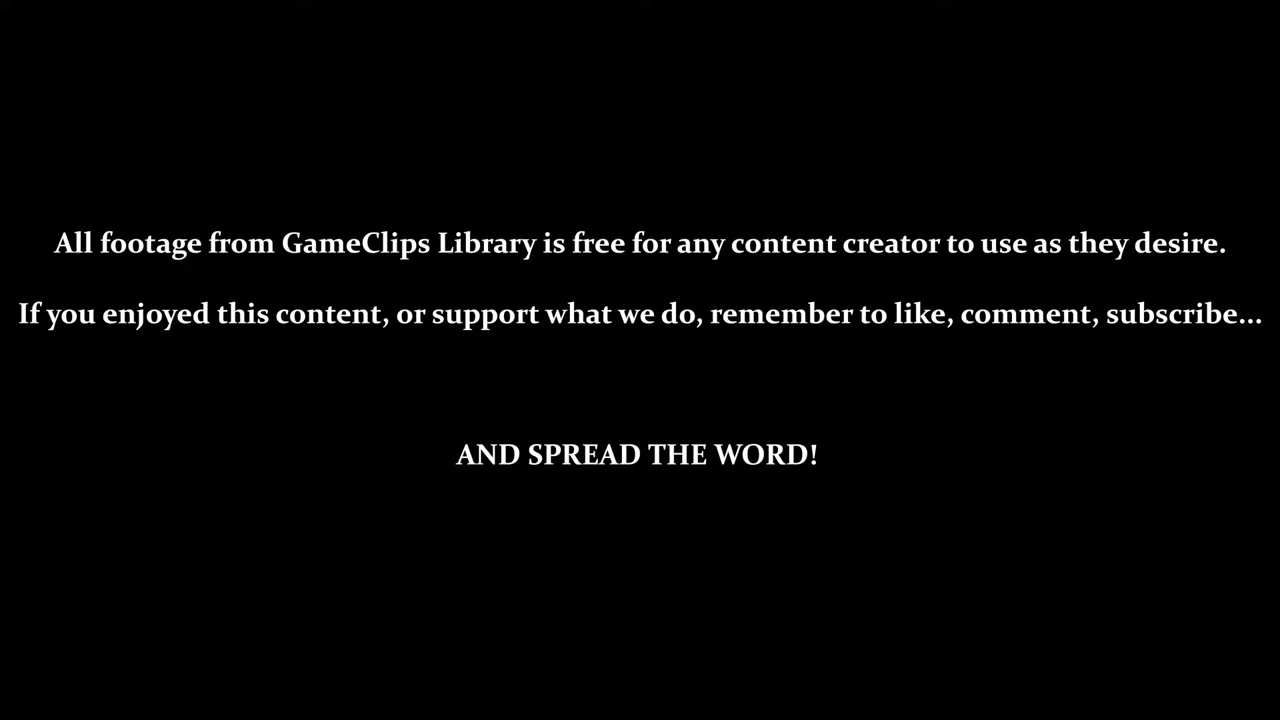 All footage from GameClips Library is free for any content creator to use as they desire.
If you enjoyed this content, or support what we do, remember to like, comment, subscribe...
AND SPREAD THE WORD!